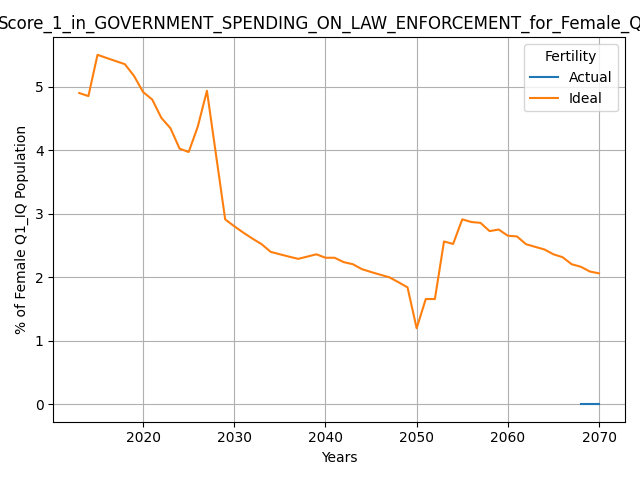 Score_1_in_GOVERNMENT_SPENDING_ON_LAW_ENFORCEMENT_for_Female_Q
Fertility
Actual
Ideal
% of Female Q1_IQ Population
5
4
3
2
1
0
2020 2030 2040 2050 2060 2070
Years